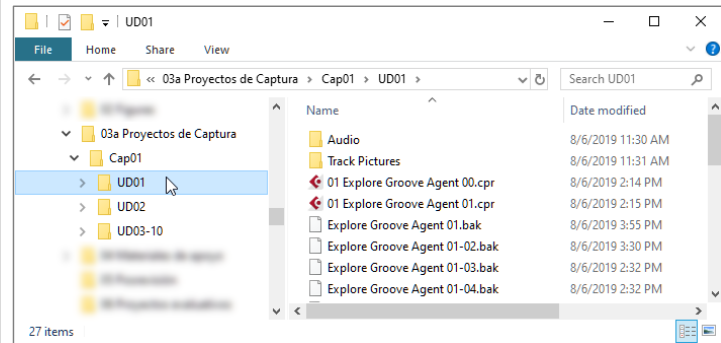 UD01
File Home Share View
« 03a Proyectos de Captura > Cap01 > UD01 > Search UD01
03a Proyectos de Captura
Cap01
UD01
UD02
UD03-10
Name Date modified
Audio 8/6/2019 11:30 AM
Track Pictures 8/6/2019 11:31 AM
01 Explore Groove Agent 00.cpr 8/6/2019 2:14 PM
01 Explore Groove Agent 01.cpr 8/6/2019 2:15 PM
Explore Groove Agent 01.bak 8/6/2019 3:55 PM
Explore Groove Agent 01-02.bak 8/6/2019 3:30 PM
Explore Groove Agent 01-03.bak 8/6/2019 2:32 PM
Explore Groove Agent 01-04.bak 8/6/2019 2:32 PM
27 items